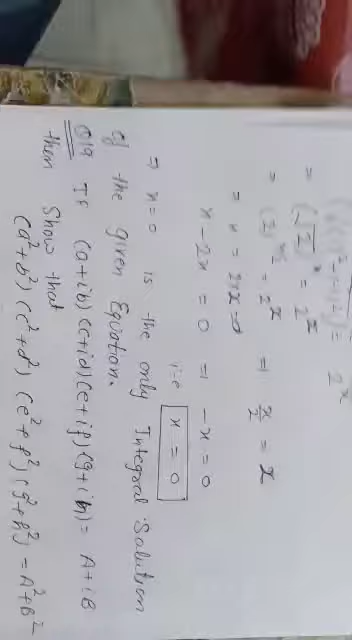 = 2^x
= (√2)^x = 2^x
= (2)^{x/2} = 2^x =) x/2 = x
= x = 2x
x - 2x = 0 =) - x = 0
i.e x = 0
⇒ x = 0 is the only Integral Solution
of the given Equation.
Q19 If (a+ib)(c+id)(e+if)(g+ih) = A+iB
then Show that
(a²+b²)(c²+d²)(e²+f²)(g²+h²) = A²+B²